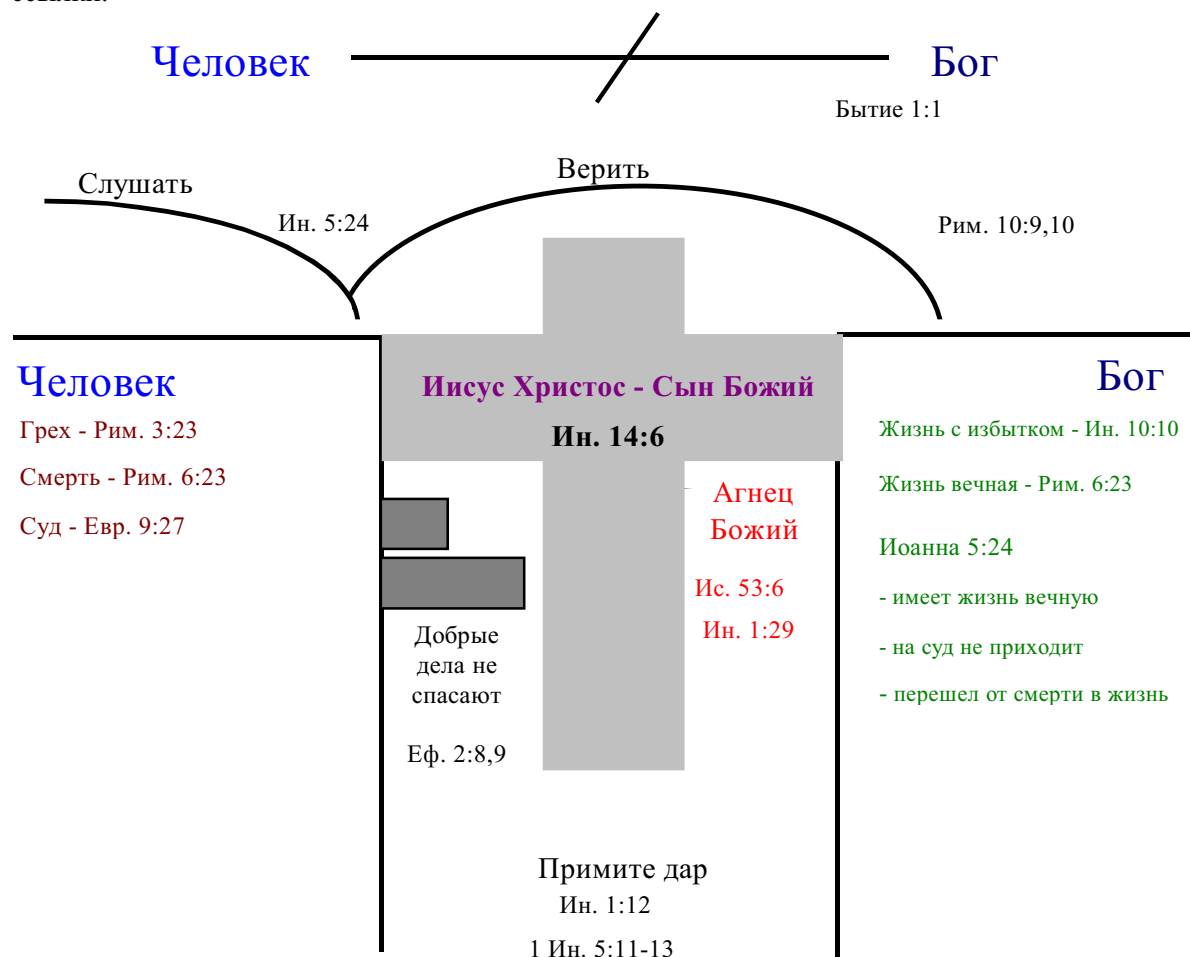 Человек
Бог
Бытие 1:1
Слушать
Верить
Ин. 5:24
Рим. 10:9,10
Человек
Грех - Рим. 3:23
Смерть - Рим. 6:23
Суд - Евр. 9:27
Иисус Христос - Сын Божий
Ин. 14:6
Добрые
дела не
спасают
Еф. 2:8,9
Агнец
Божий
Ис. 53:6
Ин. 1:29
Бог
Жизнь с избытком - Ин. 10:10
Жизнь вечная - Рим. 6:23
Иоанна 5:24
- имеет жизнь вечную
- на суд не приходит
- перешел от смерти в жизнь
Примите дар
Ин. 1:12
1 Ин. 5:11-13